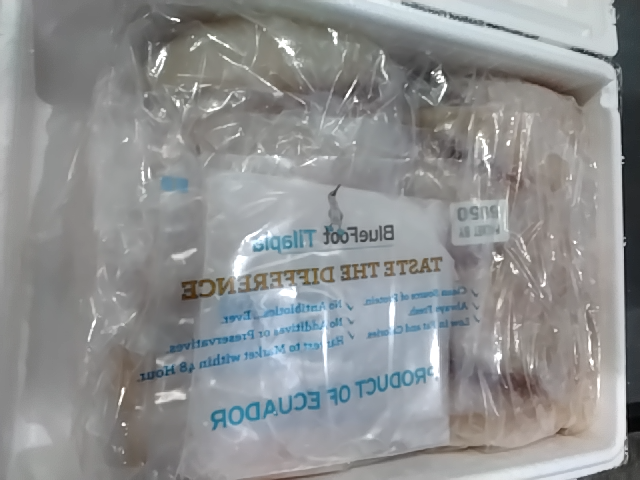 BlueFoot Tilapia
TASTE THE DIFFERENCE
✓ Clean Source of Protein.
✓ Always Fresh.
✓ Low in Fat and Calories
✓ No Antibiotics...Ever.
✓ No Additives or Preservatives
✓ Harvest to Market within 48 Hour
PRODUCT OF ECUADOR